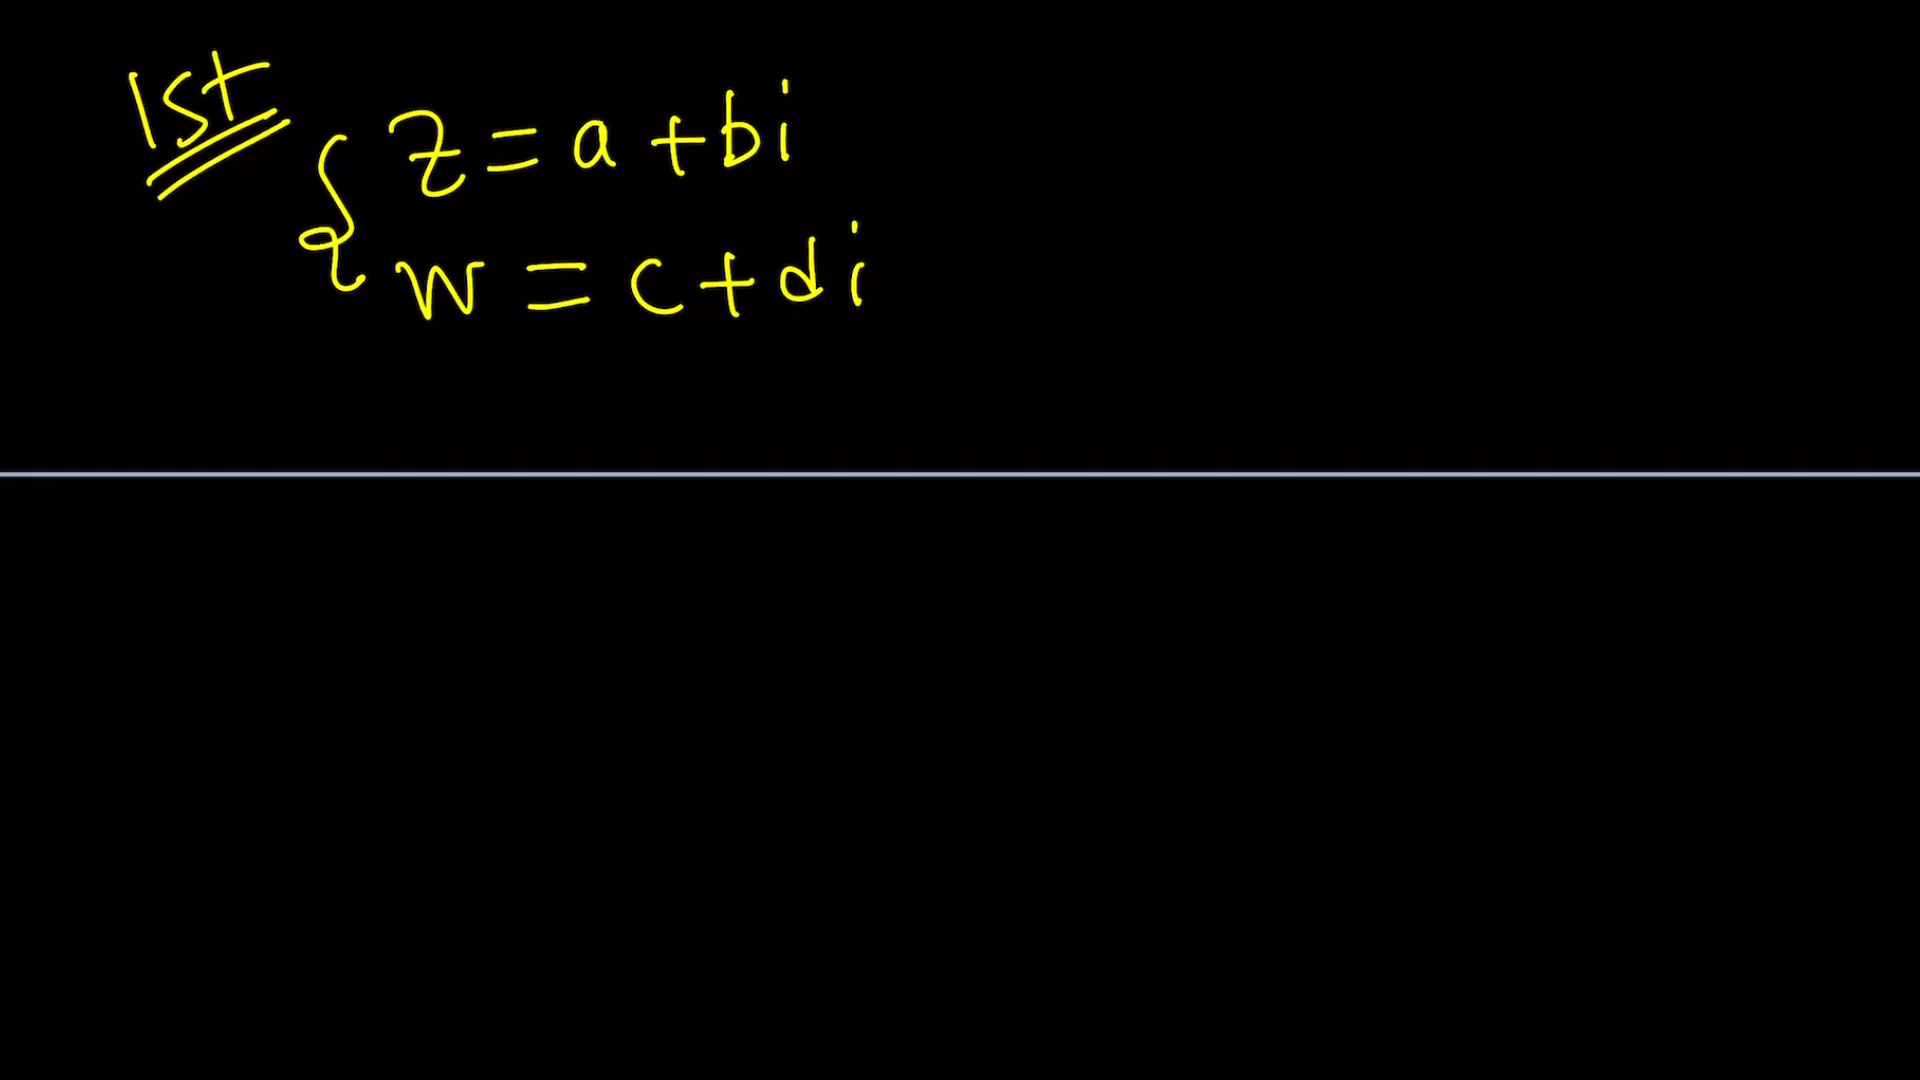 1st
z = a + bi
w = c + di